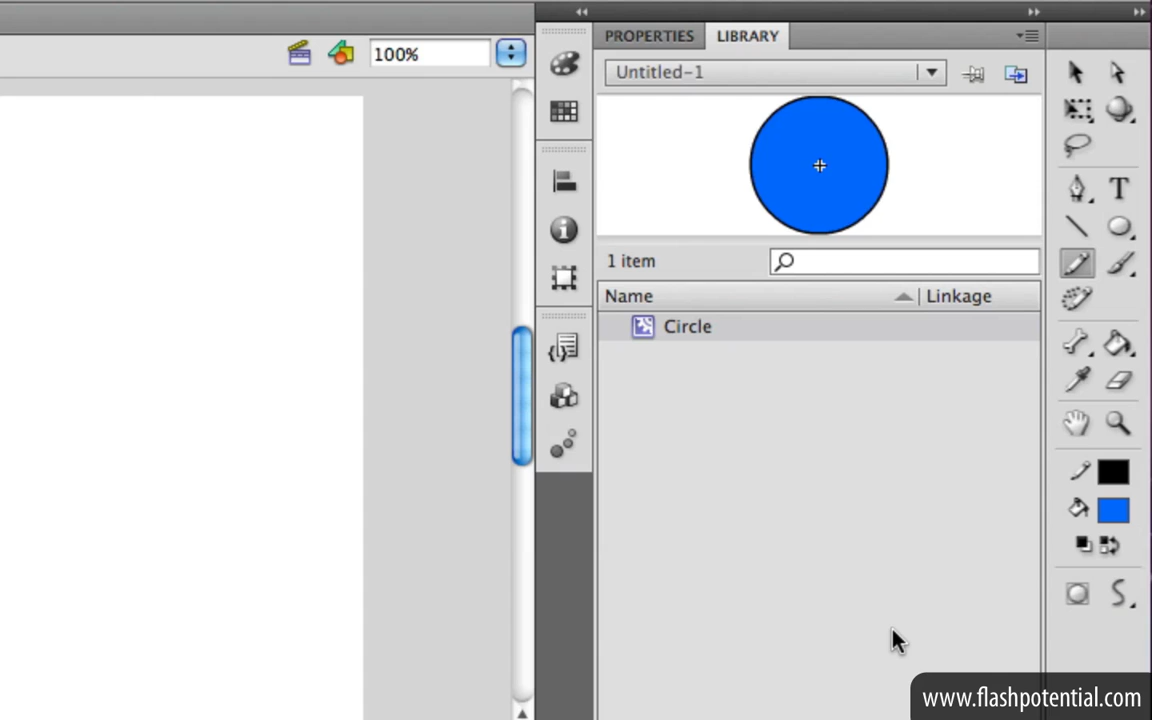 100%
PROPERTIES LIBRARY
Untitled-1
1 item
Name Linkage
Circle
T
www.flashpotential.com